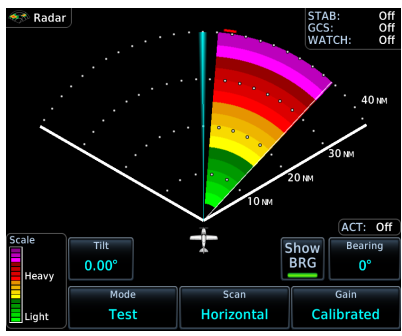 Radar
STAB: Off
GCS: Off
WATCH: Off
40 NM
30 NM
20 NM
10 NM
ACT: Off
Scale
Heavy
Light
Tilt
0.00°
Show
BRG
Bearing
0°
Mode
Test
Scan
Horizontal
Gain
Calibrated